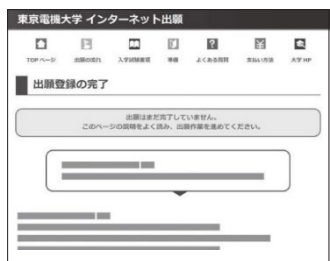 東京電機大学 インターネット出願
TOPページ 出願の流れ 入学試験要項 準備 よくある質問 支払い方法 大学HP
出願登録の完了
出願はまだ完了していません。
このページの説明をよく読み、出願作業を進めてください。